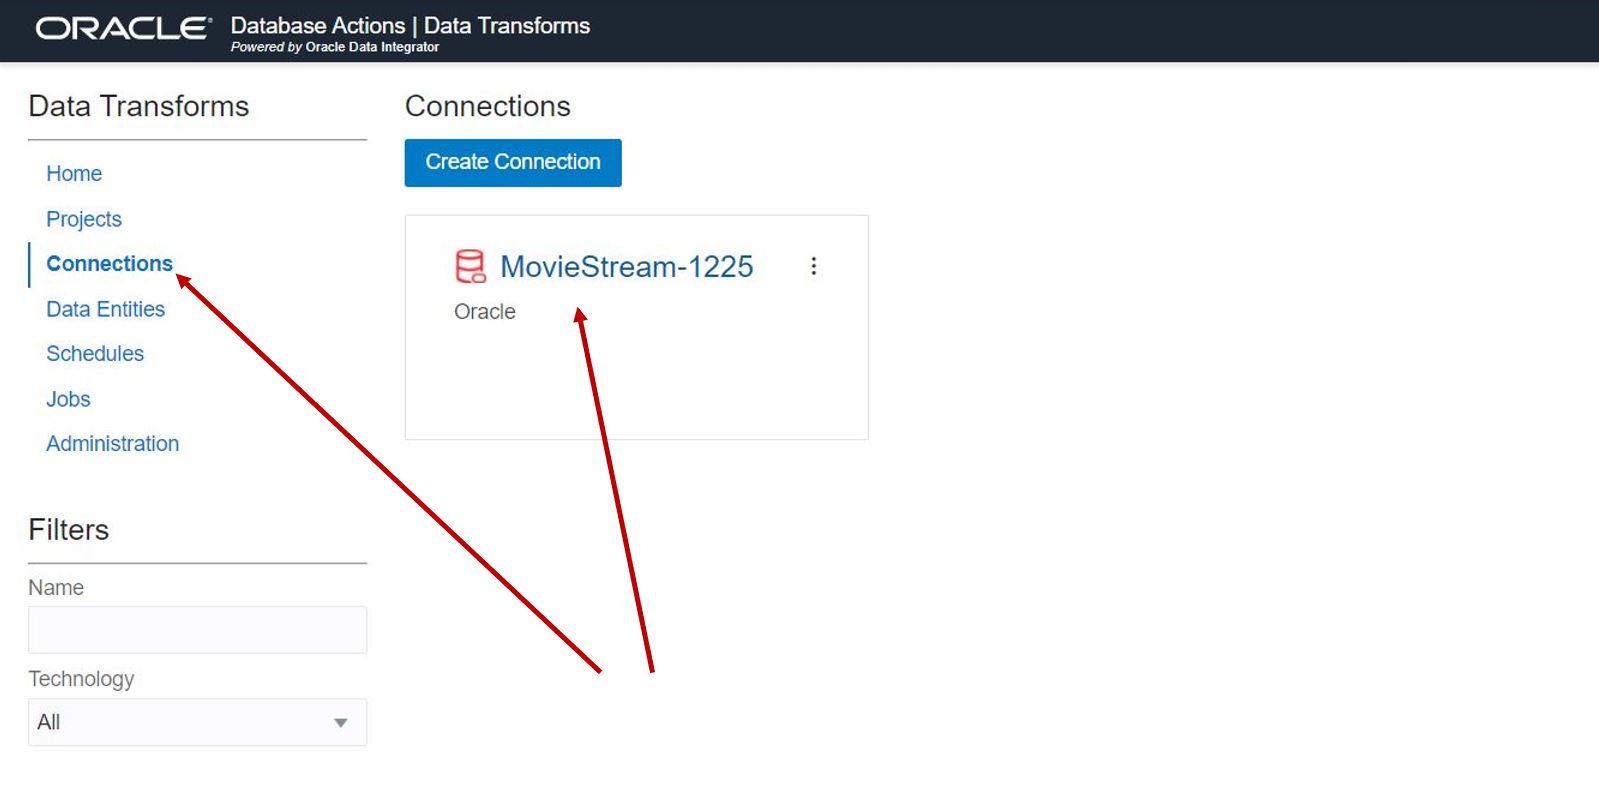 ORACLE Database Actions | Data Transforms
Powered by Oracle Data Integrator
Data Transforms
Home
Projects
Connections
Data Entities
Schedules
Jobs
Administration
Filters
Name
Technology
All
Connections
Create Connection
MovieStream-1225
Oracle